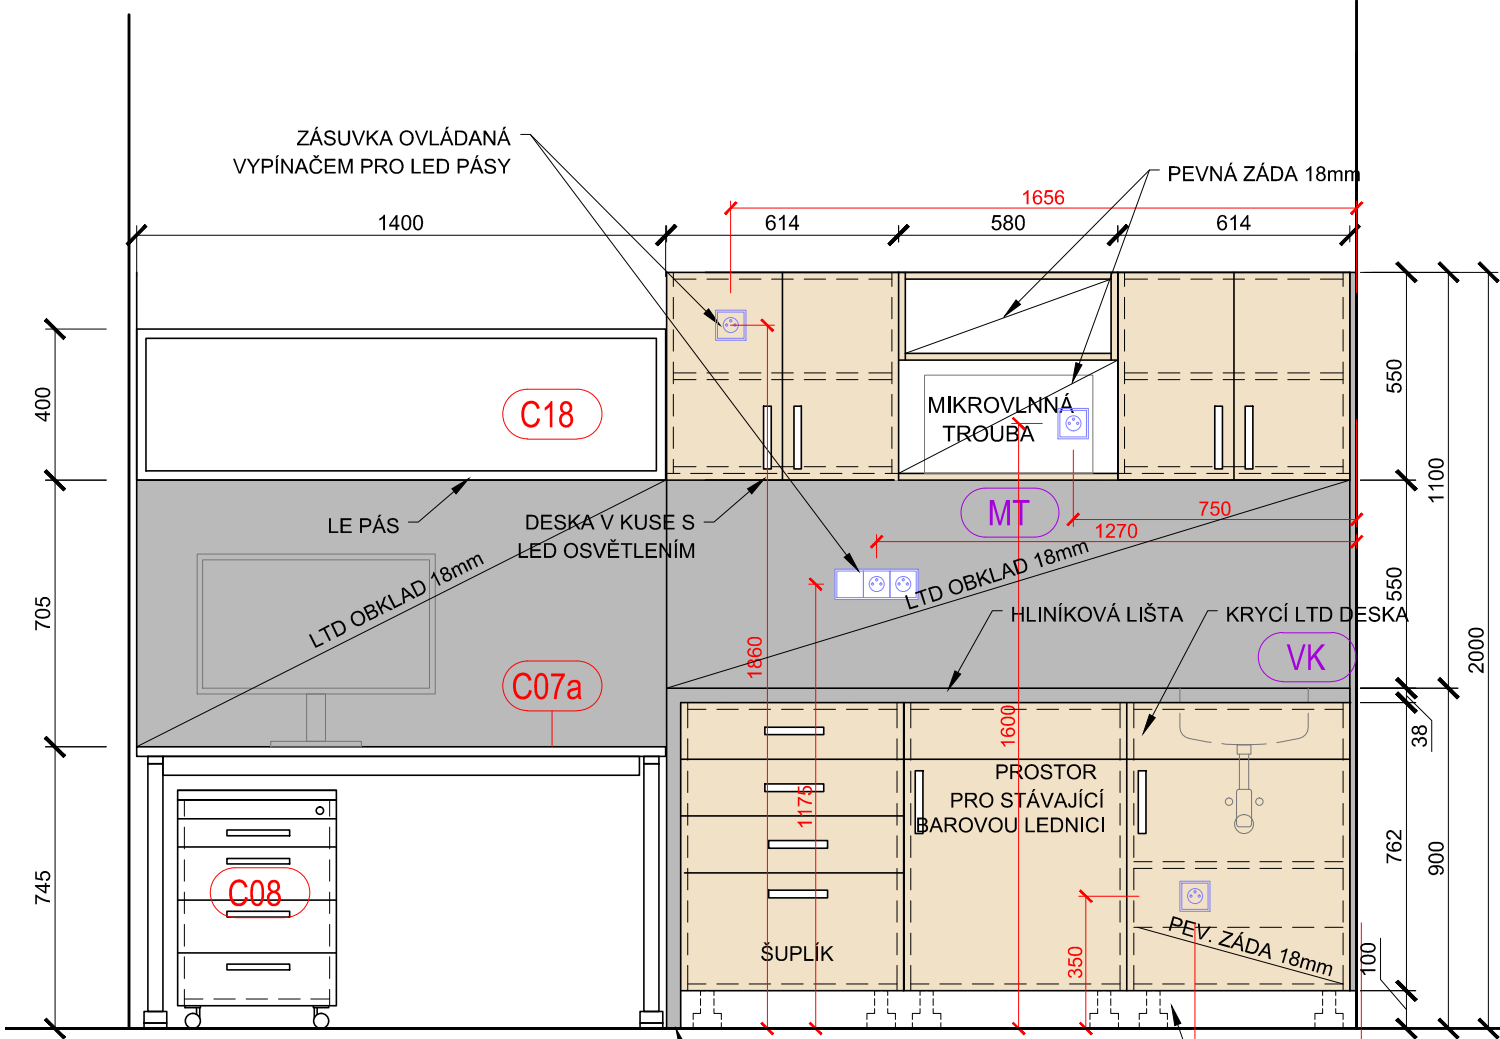 ZÁSUVKA OVLÁDANÁ
VYPÍNAČEM PRO LED PÁSY
PEVNÁ ZÁDA 18mm
1656
1400
614
580
614
400
C18
MIKROVLNNÁ
TROUBA
550
1100
LE PÁS
DESKA V KUSE S
LED OSVĚTLENÍM
MT
750
1270
LTD OBKLAD 18mm
LTD OBKLAD 18mm
705
550
HLINÍKOVÁ LIŠTA
KRYCÍ LTD DESKA
2000
1860
VK
C07a
1600
38
PROSTOR
PRO STÁVAJÍCÍ
BAROVOU LEDNICI
1175
762
900
745
C08
ŠUPLÍK
350
PEV. ZÁDA 18mm
100